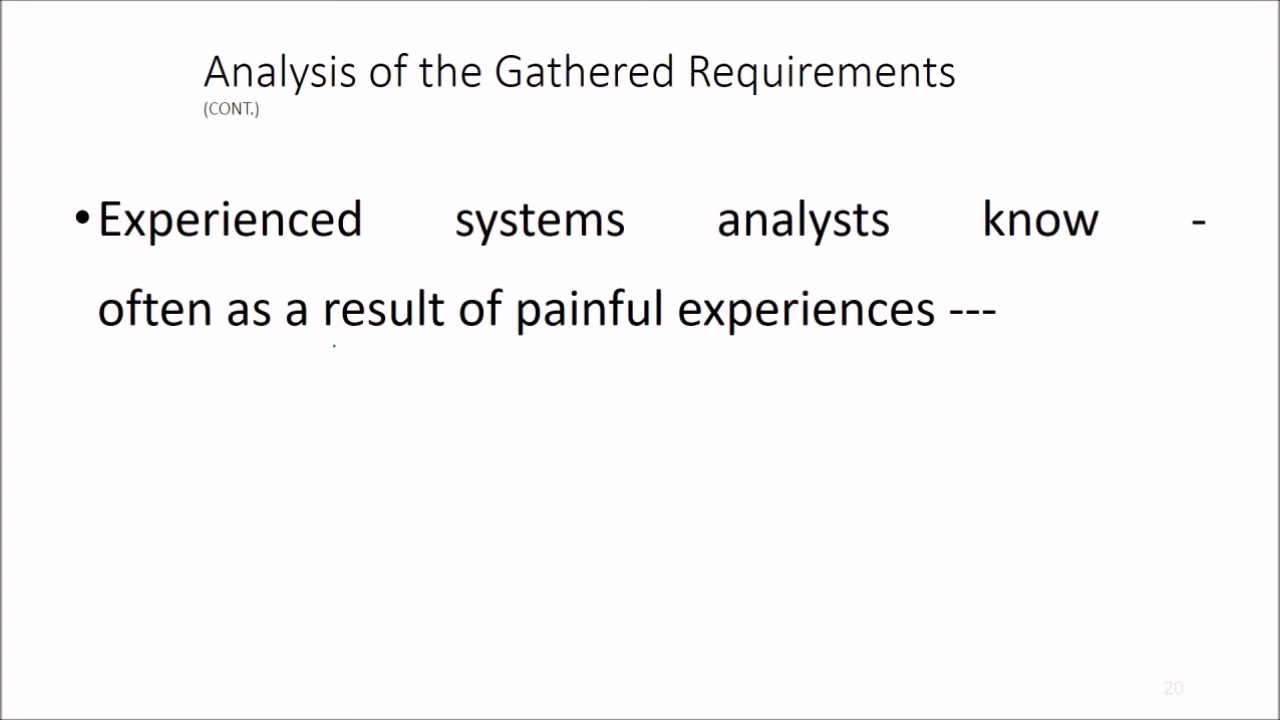 Analysis of the Gathered Requirements
(CONT.)
•Experienced systems analysts know -
often as a result of painful experiences ---
20